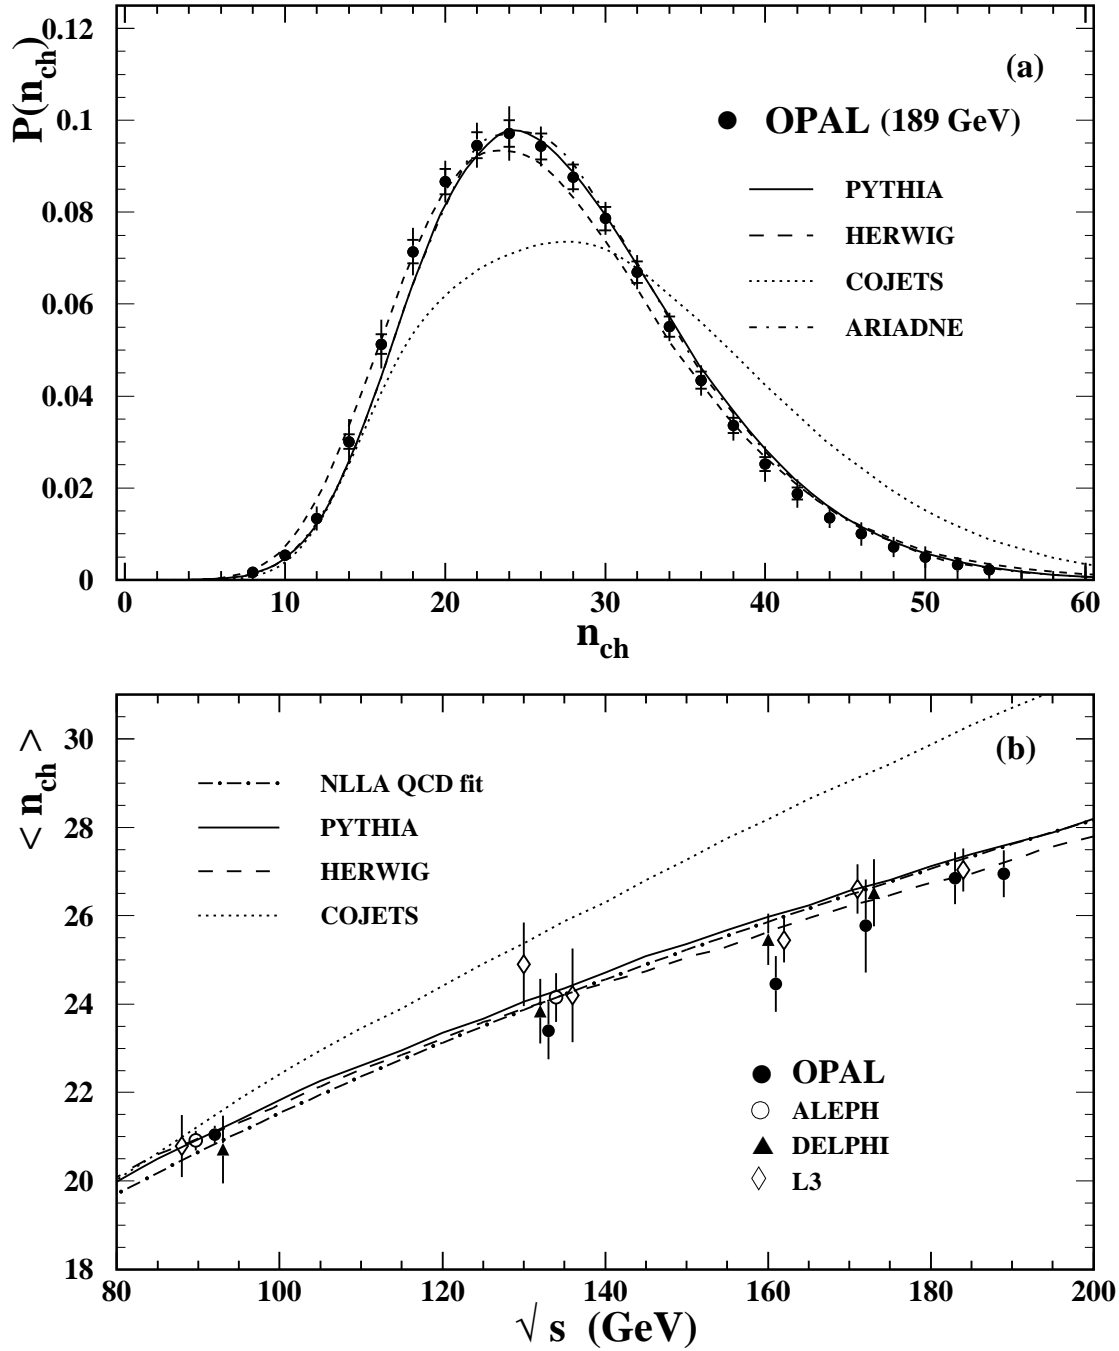 P(n_ch)
0.12
0.1
0.08
0.06
0.04
0.02
0
(a)
OPAL (189 GeV)
PYTHIA
HERWIG
COJETS
ARIADNE
0 10 20 30 40 50 60
n_ch
< n_ch >
30
28
26
24
22
20
18
(b)
NLLA QCD fit
PYTHIA
HERWIG
COJETS
OPAL
ALEPH
DELPHI
L3
80 100 120 140 160 180 200
√ s (GeV)